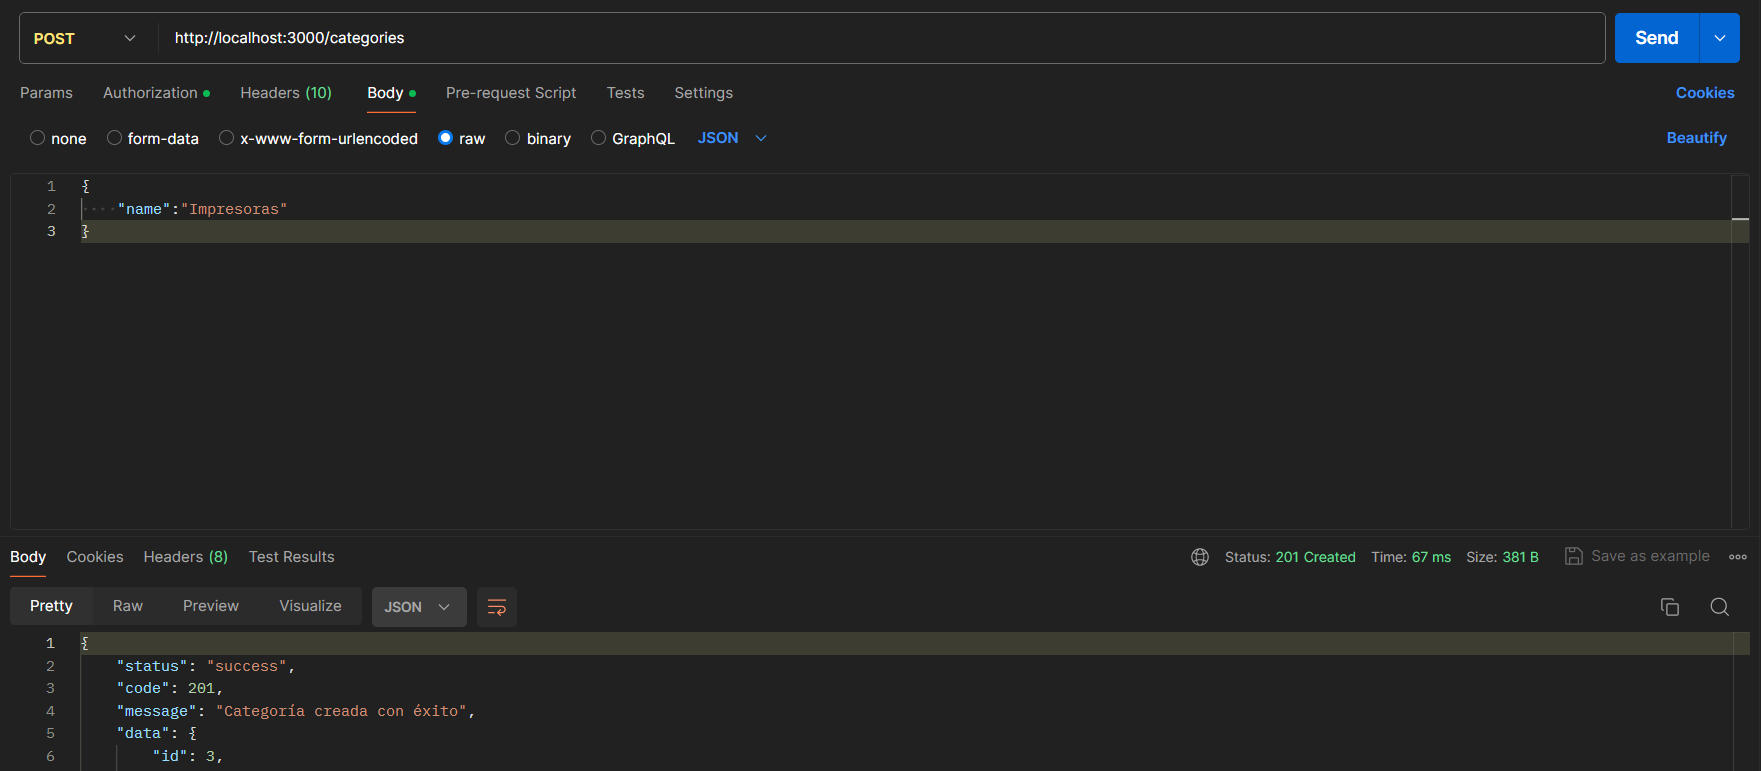 POST http://localhost:3000/categories Send
Params Authorization Headers (10) Body Pre-request Script Tests Settings Cookies
none form-data x-www-form-urlencoded raw binary GraphQL JSON Beautify
1 {
2 "name":"Impresoras"
3 }
Body Cookies Headers (8) Test Results Status: 201 Created Time: 67 ms Size: 381 B Save as example
Pretty Raw Preview Visualize JSON
1 {
2 "status": "success",
3 "code": 201,
4 "message": "Categoría creada con éxito",
5 "data": {
6 "id": 3,